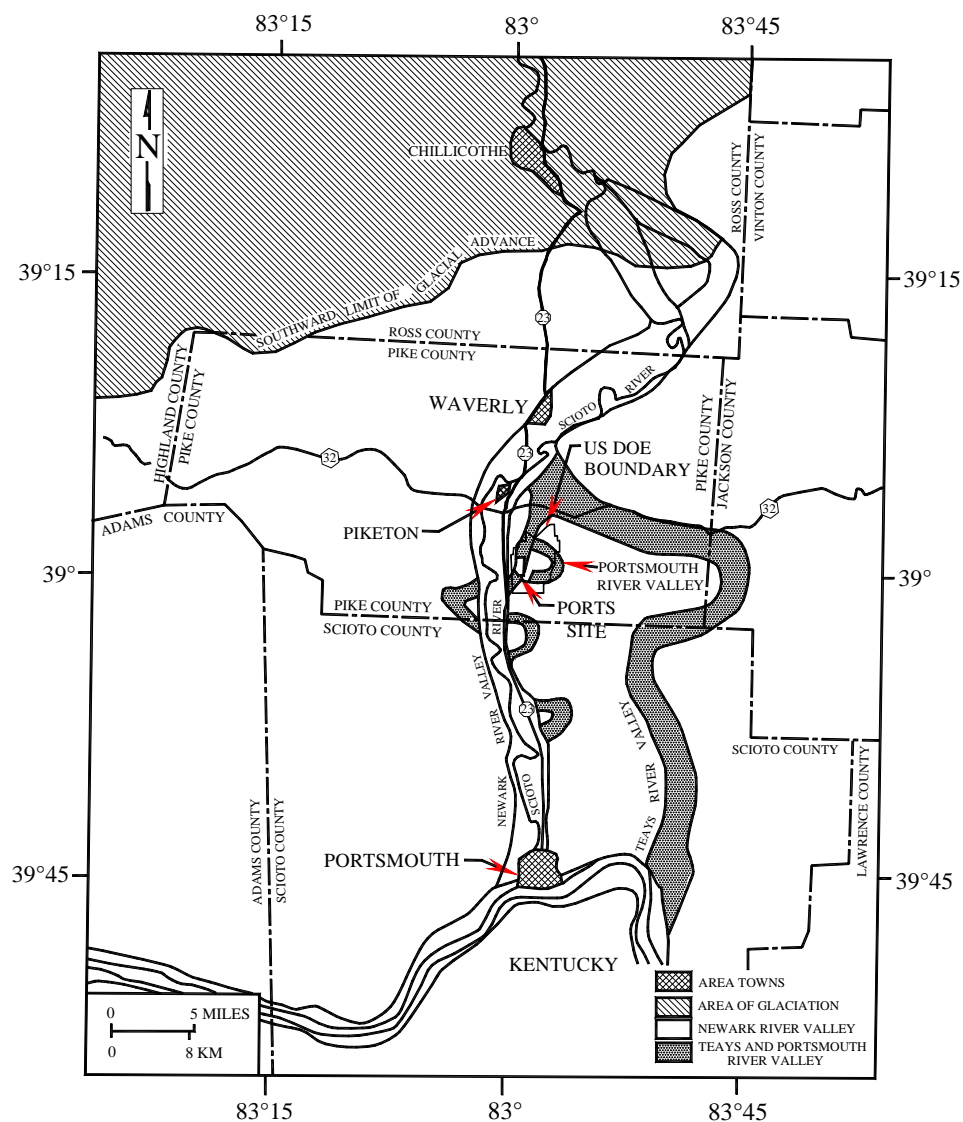 83°15
83°
83°45
N
CHILLICOTHE
ROSS COUNTY
VINTON COUNTY
SOUTHWARD LIMIT OF GLACIAL ADVANCE
39°15
39°15
23
ROSS COUNTY
PIKE COUNTY
HIGHLAND COUNTY
PIKE COUNTY
WAVERLY
SCIOTO RIVER
PIKE COUNTY
JACKSON COUNTY
23
US DOE
BOUNDARY
32
32
ADAMS COUNTY
PIKETON
39°
39°
PORTSMOUTH
RIVER VALLEY
PORTS
SITE
PIKE COUNTY
SCIOTO COUNTY
NEWARK RIVER VALLEY
SCIOTO RIVER
23
TEAYS RIVER VALLEY
SCIOTO COUNTY
LAWRENCE COUNTY
ADAMS COUNTY
SCIOTO COUNTY
PORTSMOUTH
39°45
39°45
KENTUCKY
AREA TOWNS
AREA OF GLACIATION
NEWARK RIVER VALLEY
TEAYS AND PORTSMOUTH
RIVER VALLEY
0 5 MILES
0 8 KM
83°15
83°
83°45